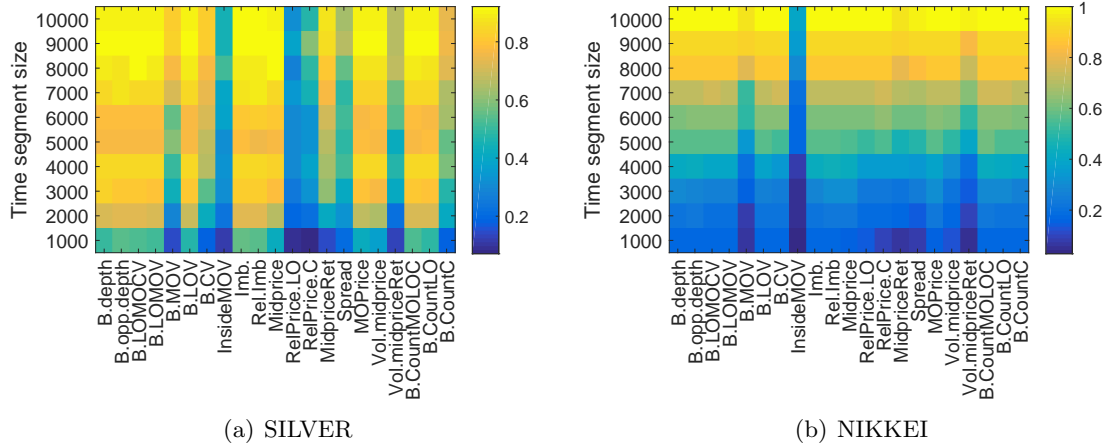 Time segment size
10000
9000
8000
7000
6000
5000
4000
3000
2000
1000
B.depth
B.opp.depth
B.LOMOCV
B.LOMOV
B.MOV
B.LOV
B.CV
InsideMOV
Imb.
Rel.Imb
Midprice
RelPrice.LO
RelPrice.C
MidpriceRet
Spread
MOPrice
Vol.midprice
Vol.midpriceRet
B.CountMOLOC
B.CountLO
B.CountC
0.8
0.6
0.4
0.2
(a) SILVER
Time segment size
10000
9000
8000
7000
6000
5000
4000
3000
2000
1000
B.depth
B.opp.depth
B.LOMOCV
B.LOMOV
B.MOV
B.LOV
B.CV
InsideMOV
Imb.
Rel.Imb
Midprice
RelPrice.LO
RelPrice.C
MidpriceRet
Spread
MOPrice
Vol.midprice
Vol.midpriceRet
B.CountMOLOC
B.CountLO
B.CountC
1
0.8
0.6
0.4
0.2
(b) NIKKEI